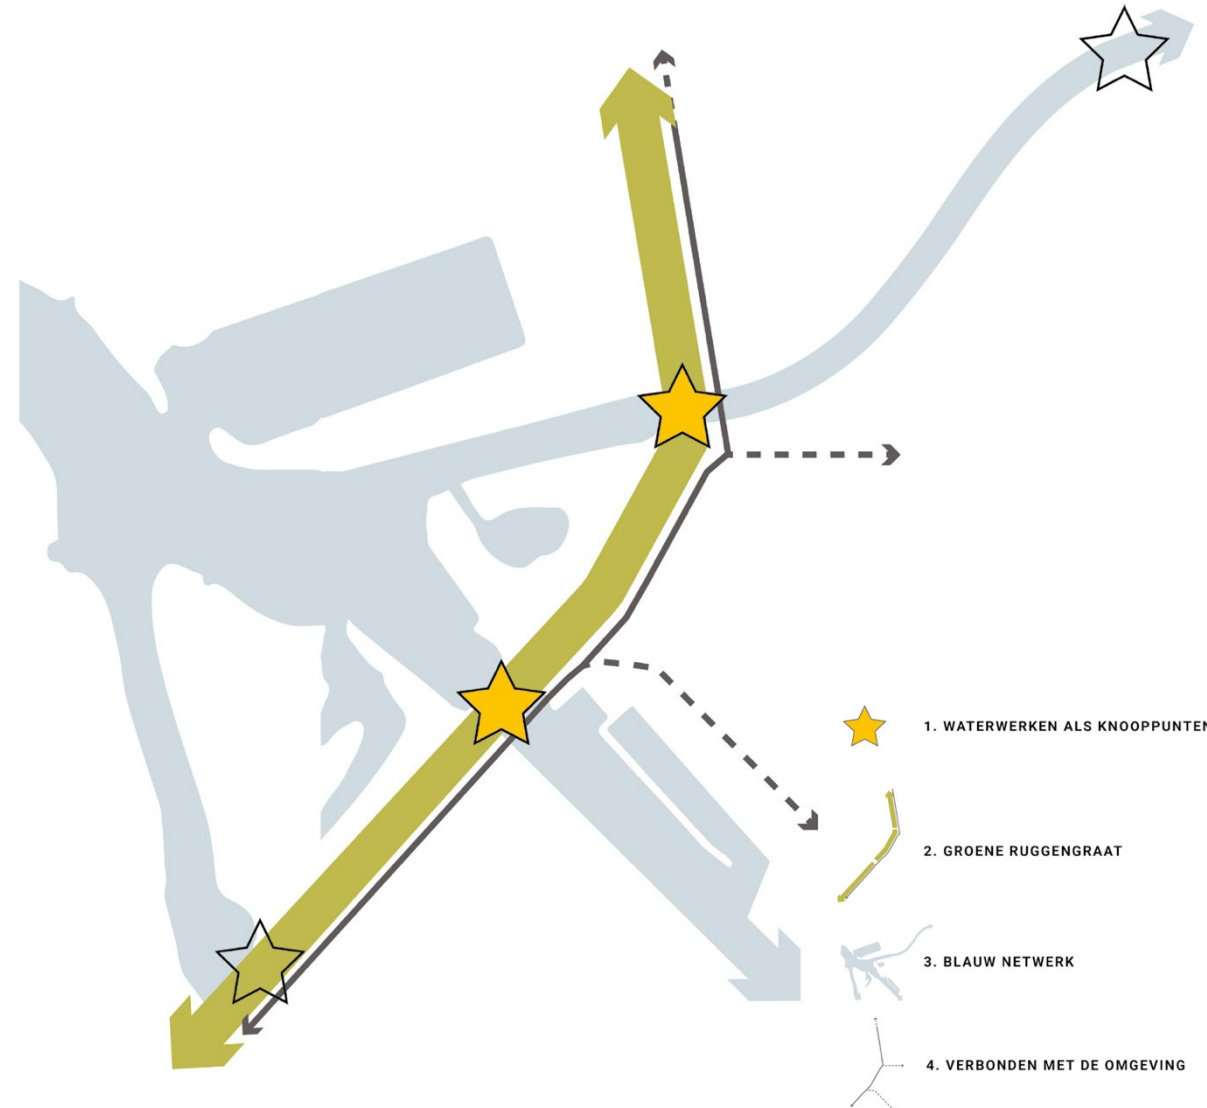 1. WATERWERKEN ALS KNOOPPUNTEN
2. GROENE RUGGENGRAAT
3. BLAUW NETWERK
4. VERBONDEN MET DE OMGEVING